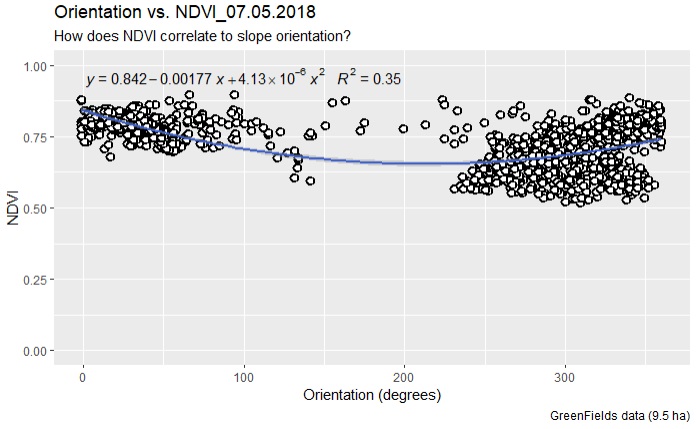 Orientation vs. NDVI_07.05.2018
How does NDVI correlate to slope orientation?
1.00
y = 0.842 − 0.00177 x + 4.13 × 10⁻⁶ x² R² = 0.35
0.75
0.50
0.25
0.00
NDVI
0 100 200 300
Orientation (degrees)
GreenFields data (9.5 ha)